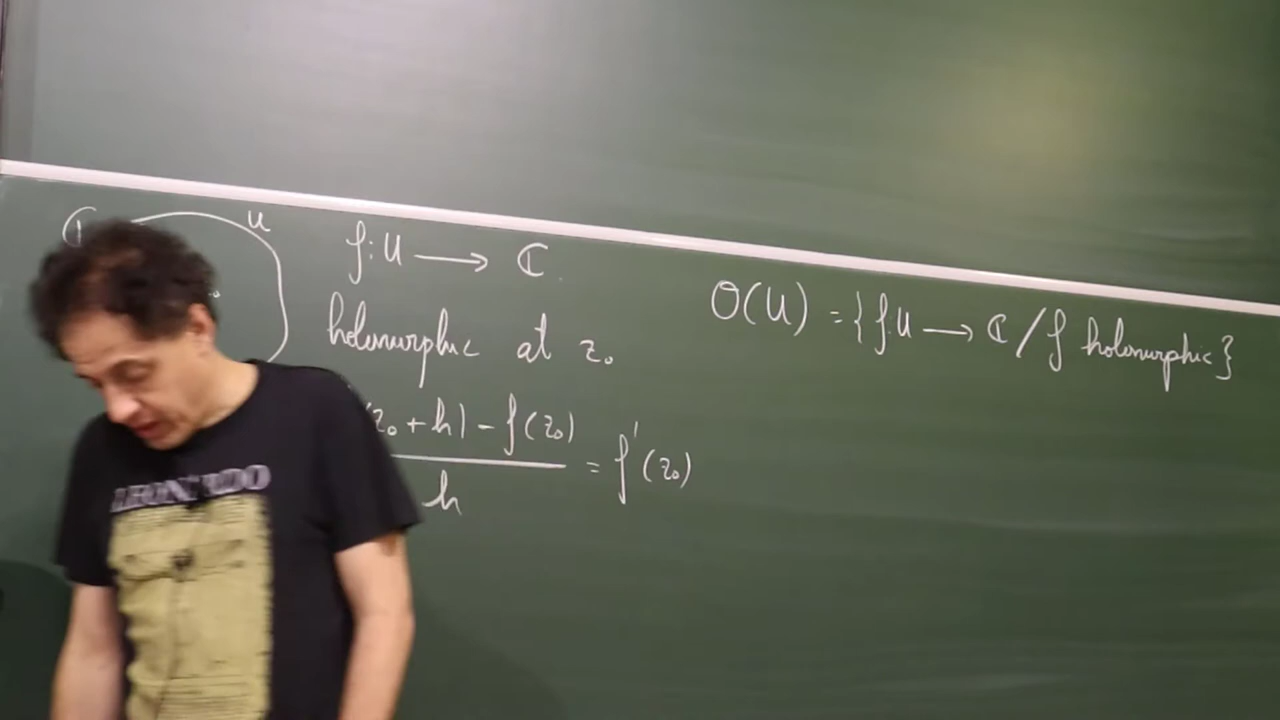 ℂ U
f: U ⟶ ℂ
holomorphic at z₀
(z₀ + h) - f(z₀)
h
= f'(z₀)
O(U) = {f: U ⟶ ℂ / f holomorphic}